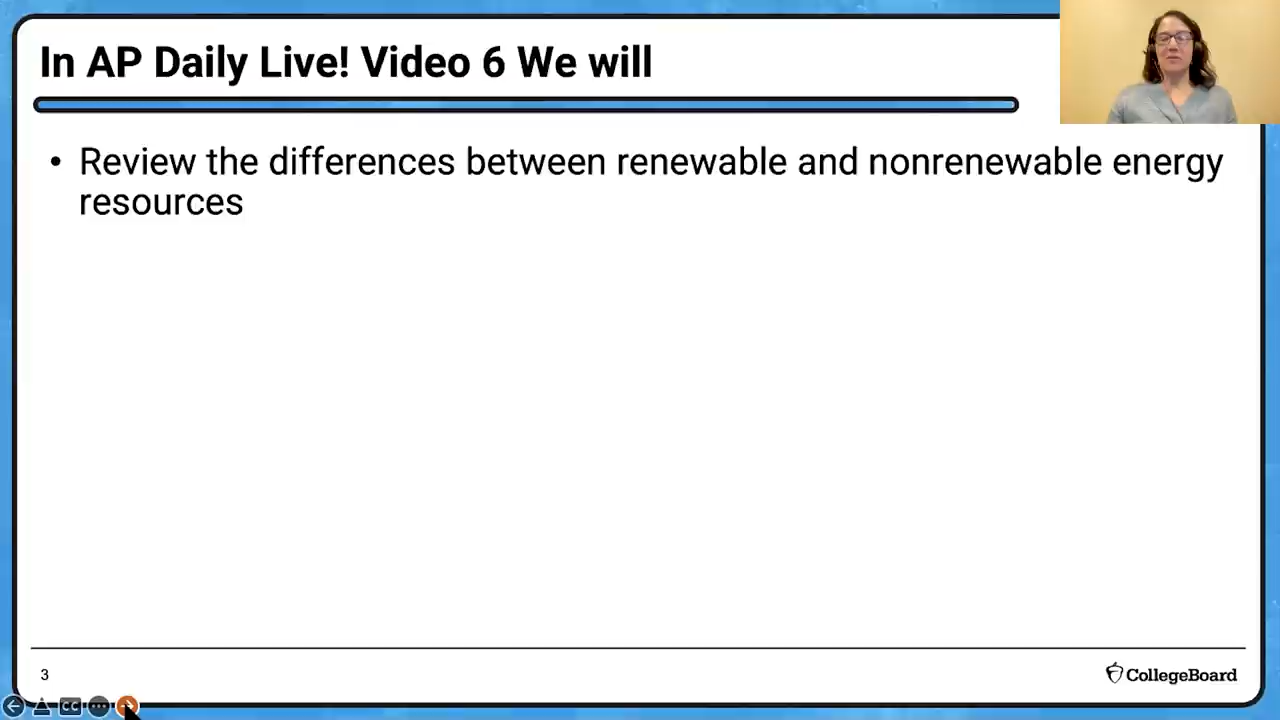 In AP Daily Live! Video 6 We will
• Review the differences between renewable and nonrenewable energy
resources
3
CollegeBoard
CC